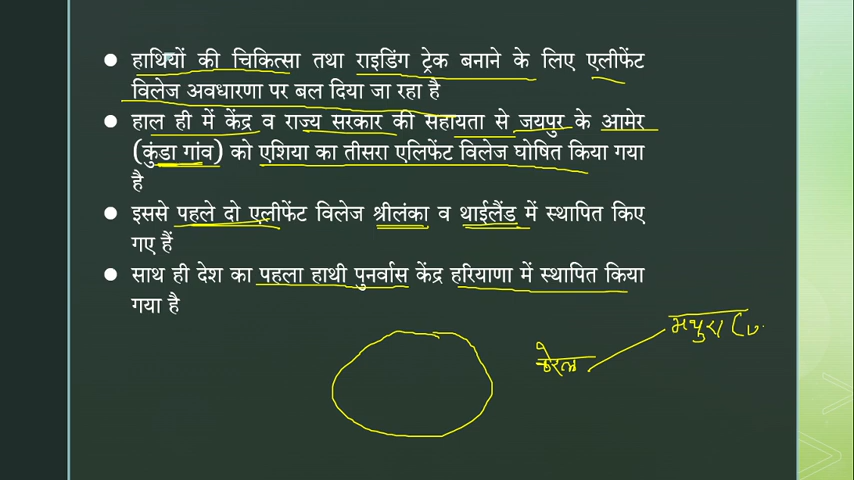 हाथियों की चिकित्सा तथा राइडिंग ट्रेक बनाने के लिए एलीफेंट
विलेज अवधारणा पर बल दिया जा रहा है
हाल ही में केंद्र व राज्य सरकार की सहायता से जयपुर के आमेर
(कुंडा गांव) को एशिया का तीसरा एलिफेंट विलेज घोषित किया गया
है
इससे पहले दो एलीफेंट विलेज श्रीलंका व थाईलैंड में स्थापित किए
गए हैं
साथ ही देश का पहला हाथी पुनर्वास केंद्र हरियाणा में स्थापित किया
गया है
मथुरा
केरल